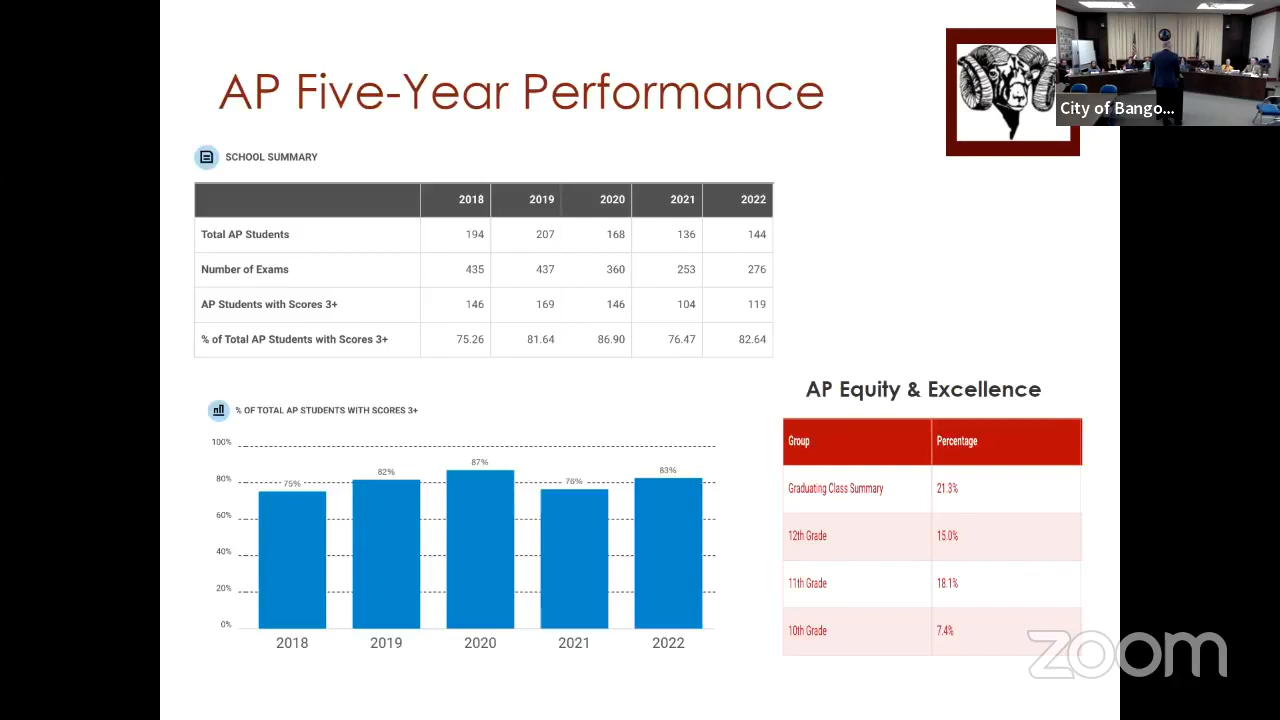 AP Five-Year Performance
City of Bango...
SCHOOL SUMMARY
2018 2019 2020 2021 2022
Total AP Students 194 207 168 136 144
Number of Exams 435 437 360 253 276
AP Students with Scores 3+ 146 169 146 104 119
% of Total AP Students with Scores 3+ 75.26 81.64 86.90 76.47 82.64
% OF TOTAL AP STUDENTS WITH SCORES 3+
100%
80%
60%
40%
20%
0%
75% 82% 87% 76% 83%
2018 2019 2020 2021 2022
AP Equity & Excellence
Group Percentage
Graduating Class Summary 21.3%
12th Grade 15.0%
11th Grade 18.1%
10th Grade 7.4%
zoom